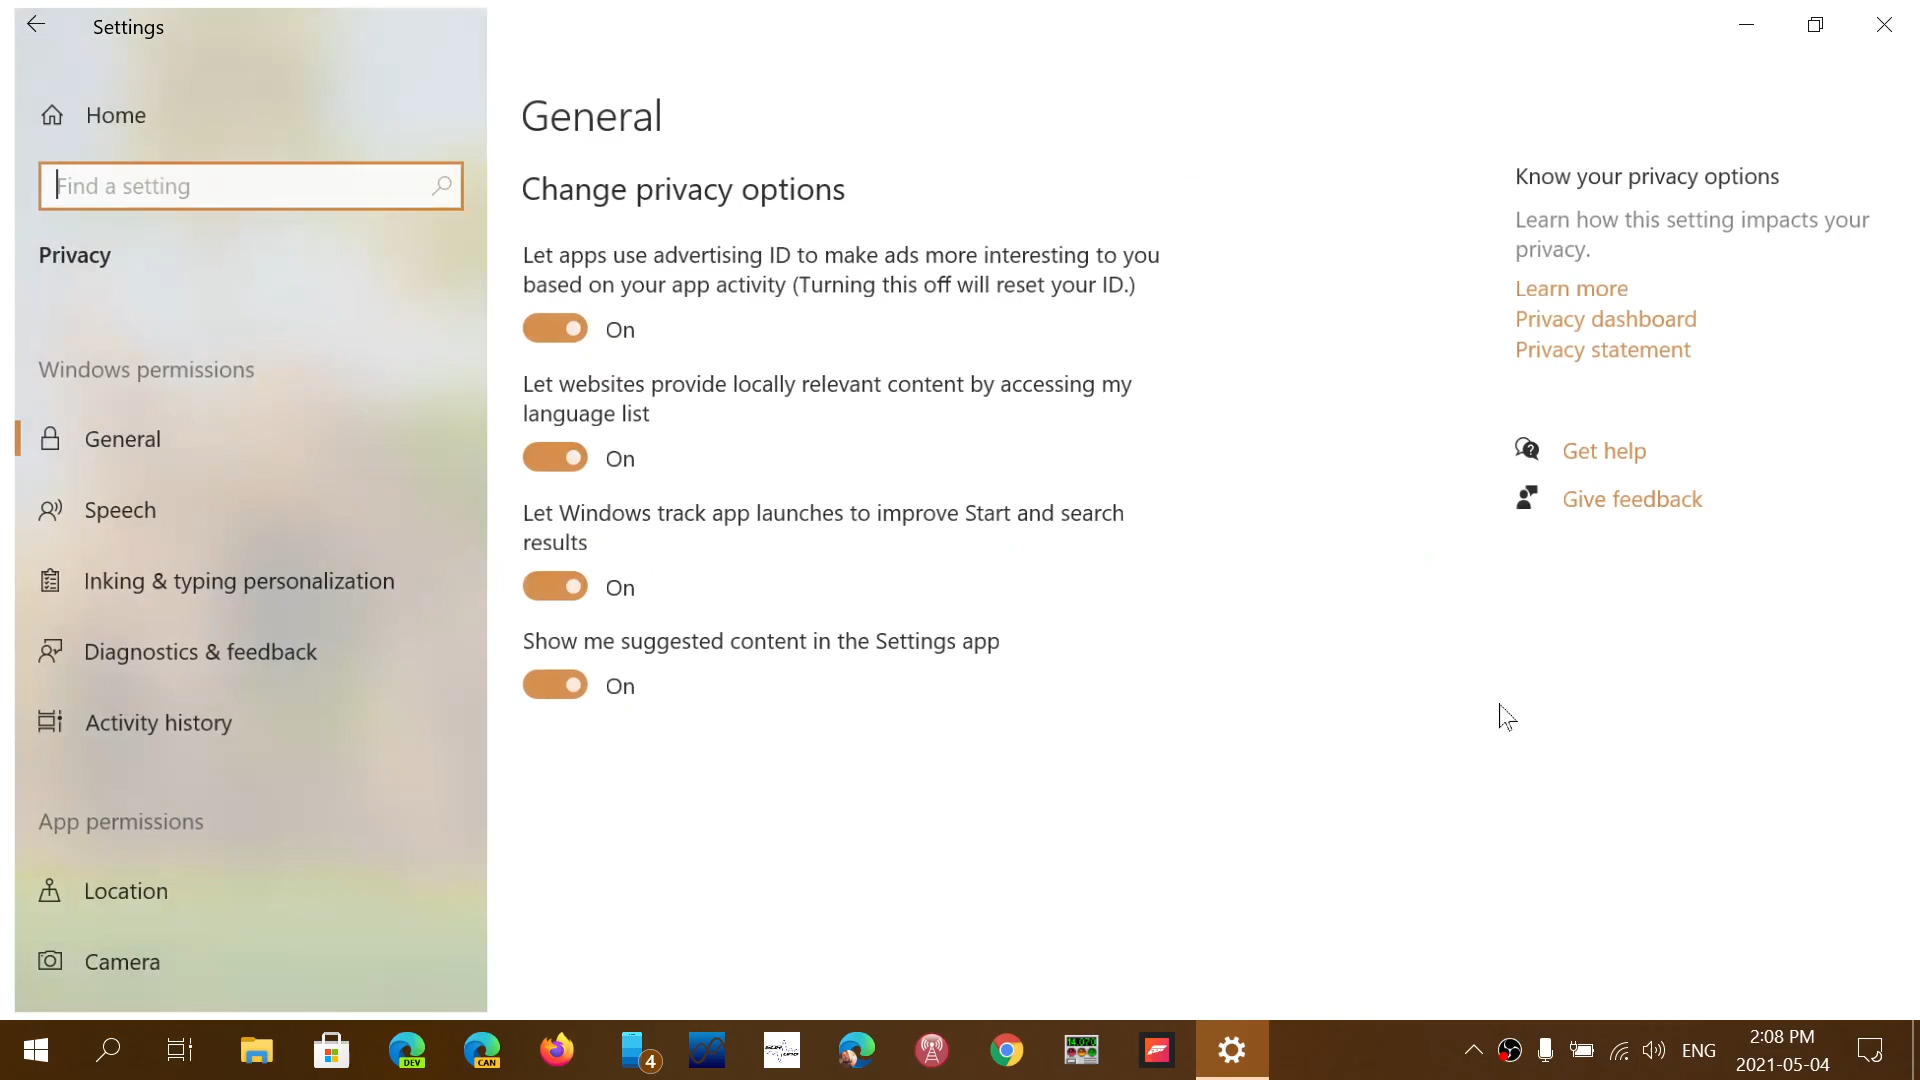 Settings
Home
Find a setting
Privacy
Windows permissions
General
Speech
Inking & typing personalization
Diagnostics & feedback
Activity history
App permissions
Location
Camera
General
Change privacy options
Let apps use advertising ID to make ads more interesting to you
based on your app activity (Turning this off will reset your ID.)
On
Let websites provide locally relevant content by accessing my
language list
On
Let Windows track app launches to improve Start and search
results
On
Show me suggested content in the Settings app
On
Know your privacy options
Learn how this setting impacts your
privacy.
Learn more
Privacy dashboard
Privacy statement
Get help
Give feedback
DEV
CAN
4
14.070
ENG
2:08 PM
2021-05-04